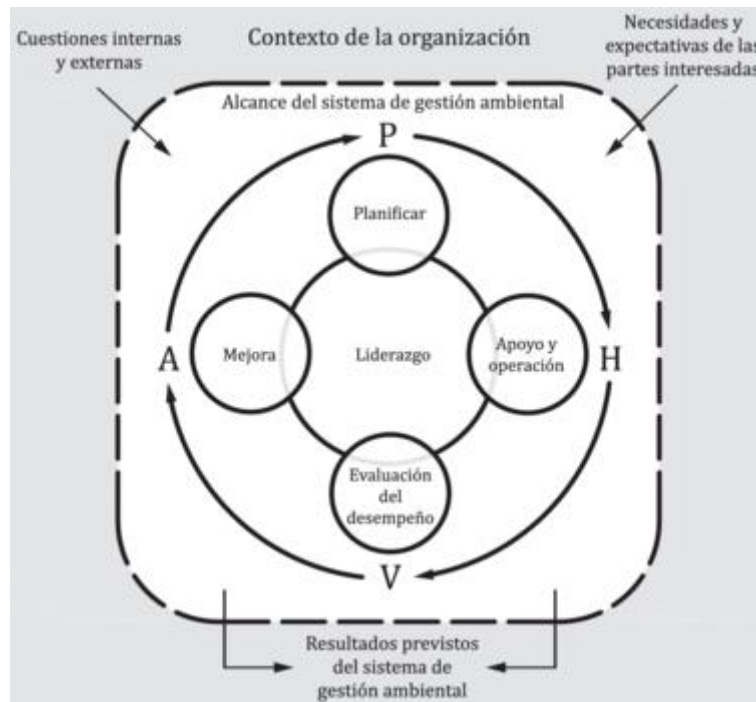 Cuestiones internas
y externas
Contexto de la organización
Necesidades y
expectativas de las
partes interesadas
Alcance del sistema de gestión ambiental
P
Planificar
A
Mejora
Liderazgo
Apoyo y
operación
H
Evaluación
del
desempeño
V
Resultados previstos
del sistema de
gestión ambiental